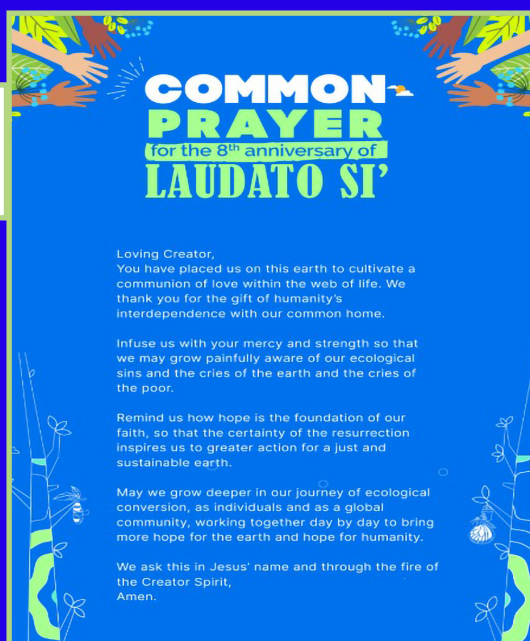 COMMON
PRAYER
for the 8th anniversary of
LAUDATO SI’
Loving Creator,
You have placed us on this earth to cultivate a
communion of love within the web of life. We
thank you for the gift of humanity’s
interdependence with our common home.
Infuse us with your mercy and strength so that
we may grow painfully aware of our ecological
sins and the cries of the earth and the cries of
the poor.
Remind us how hope is the foundation of our
faith, so that the certainty of the resurrection
inspires us to greater action for a just and
sustainable earth.
May we grow deeper in our journey of ecological
conversion, as individuals and as a global
community, working together day by day to bring
more hope for the earth and hope for humanity.
We ask this in Jesus’ name and through the fire of
the Creator Spirit,
Amen.